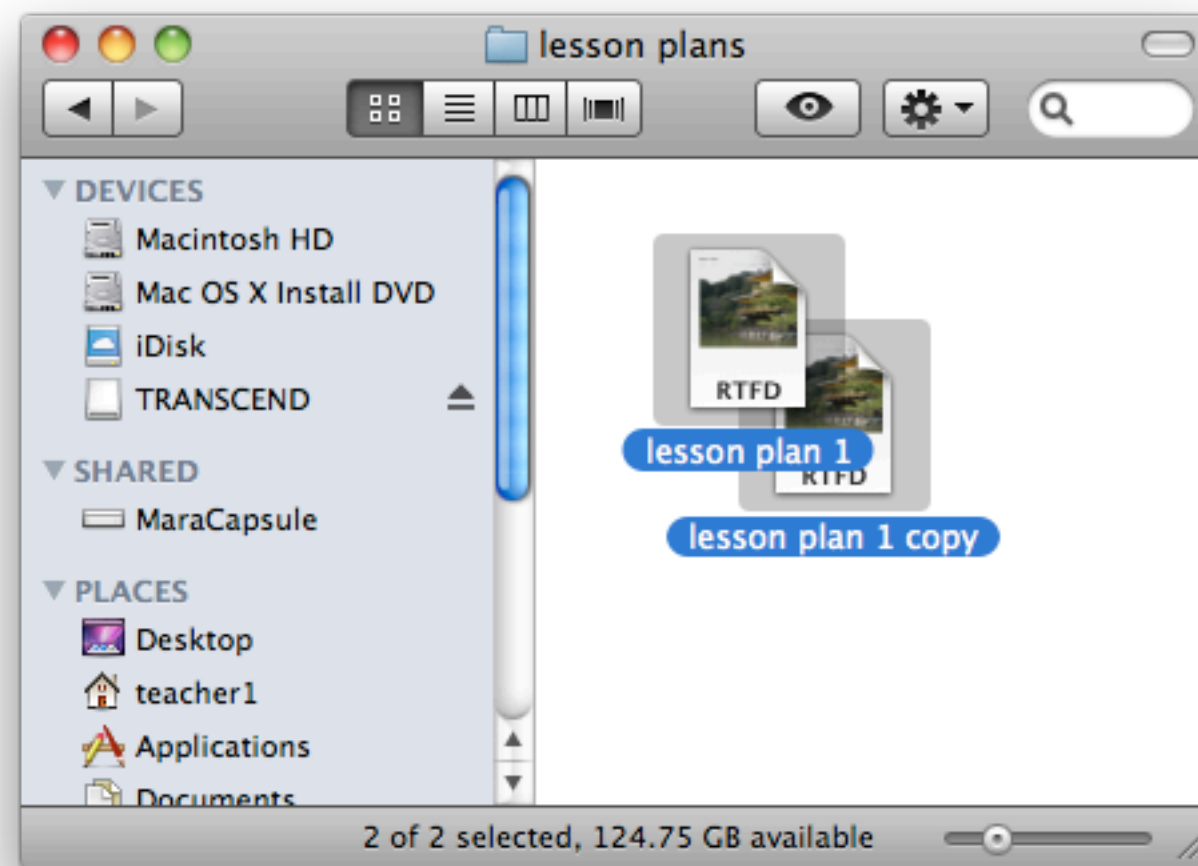 lesson plans
DEVICES
Macintosh HD
Mac OS X Install DVD
iDisk
TRANSCEND
SHARED
MaraCapsule
PLACES
Desktop
teacher1
Applications
Documents
RTFD
lesson plan 1
RTFD
lesson plan 1 copy
2 of 2 selected, 124.75 GB available